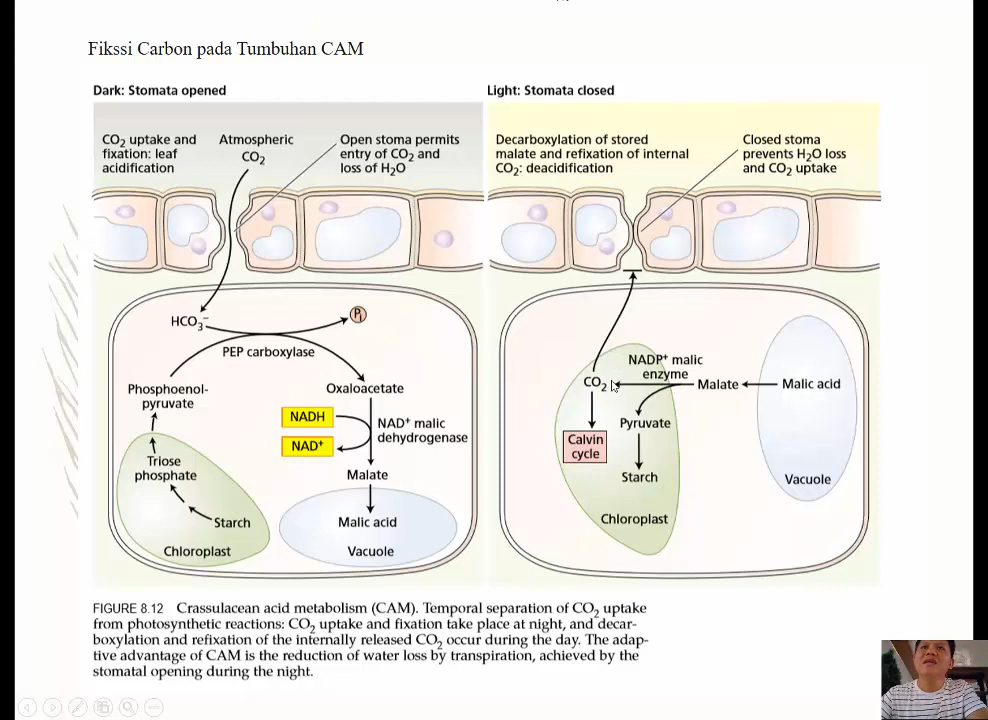 Fikssi Carbon pada Tumbuhan CAM
Dark: Stomata opened
CO₂ uptake and
fixation: leaf
acidification
Atmospheric
CO₂
Open stoma permits
entry of CO₂ and
loss of H₂O
HCO₃⁻
Pᵢ
PEP carboxylase
Phosphoenol-
pyruvate
Oxaloacetate
NADH
NAD⁺
NAD⁺ malic
dehydrogenase
Triose
phosphate
Malate
Starch
Malic acid
Chloroplast
Vacuole
Light: Stomata closed
Decarboxylation of stored
malate and refixation of internal
CO₂: deacidification
Closed stoma
prevents H₂O loss
and CO₂ uptake
NADP⁺ malic
enzyme
CO₂
Malate
Malic acid
Pyruvate
Calvin
cycle
Starch
Vacuole
Chloroplast
FIGURE 8.12 Crassulacean acid metabolism (CAM). Temporal separation of CO₂ uptake
from photosynthetic reactions: CO₂ uptake and fixation take place at night, and decar-
boxylation and refixation of the internally released CO₂ occur during the day. The adap-
tive advantage of CAM is the reduction of water loss by transpiration, achieved by the
stomatal opening during the night.